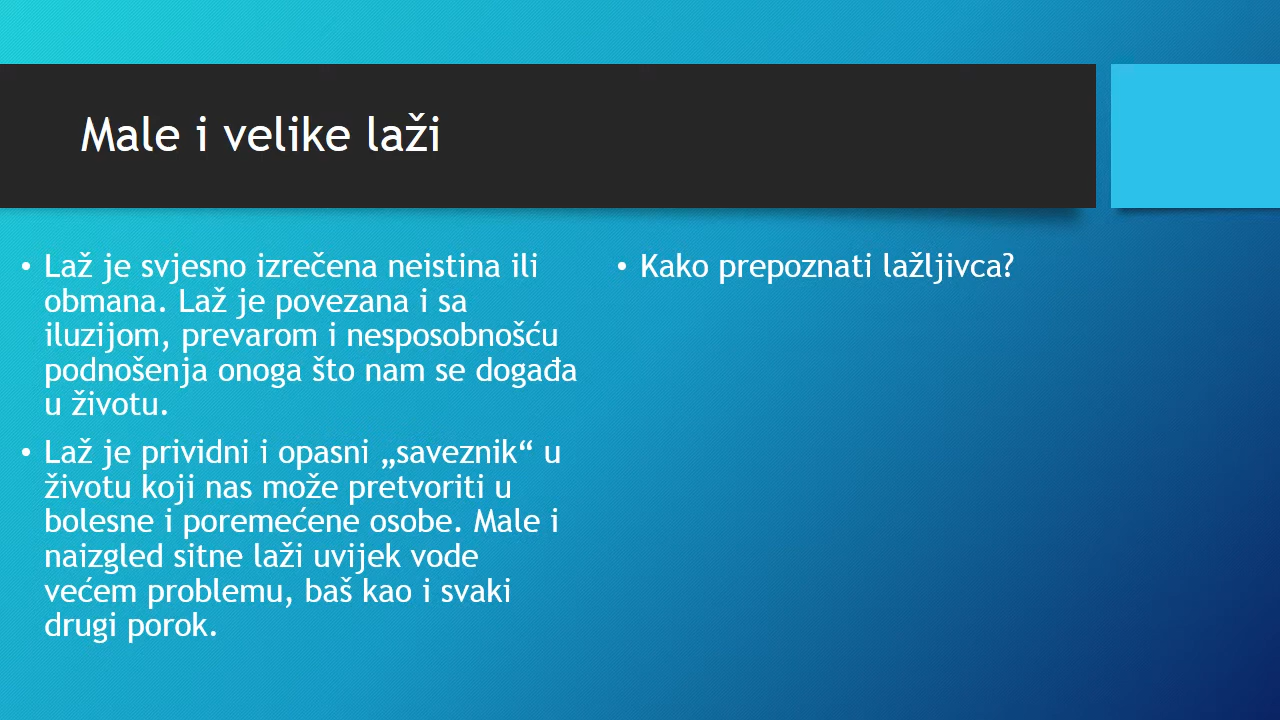 Male i velike laži
• Laž je svjesno izrečena neistina ili
obmana. Laž je povezana i sa
iluzijom, prevarom i nesposobnošću
podnošenja onoga što nam se događa
u životu.
• Laž je prividni i opasni „saveznik“ u
životu koji nas može pretvoriti u
bolesne i poremećene osobe. Male i
naizgled sitne laži uvijek vode
većem problemu, baš kao i svaki
drugi porok.
• Kako prepoznati lažljivca?